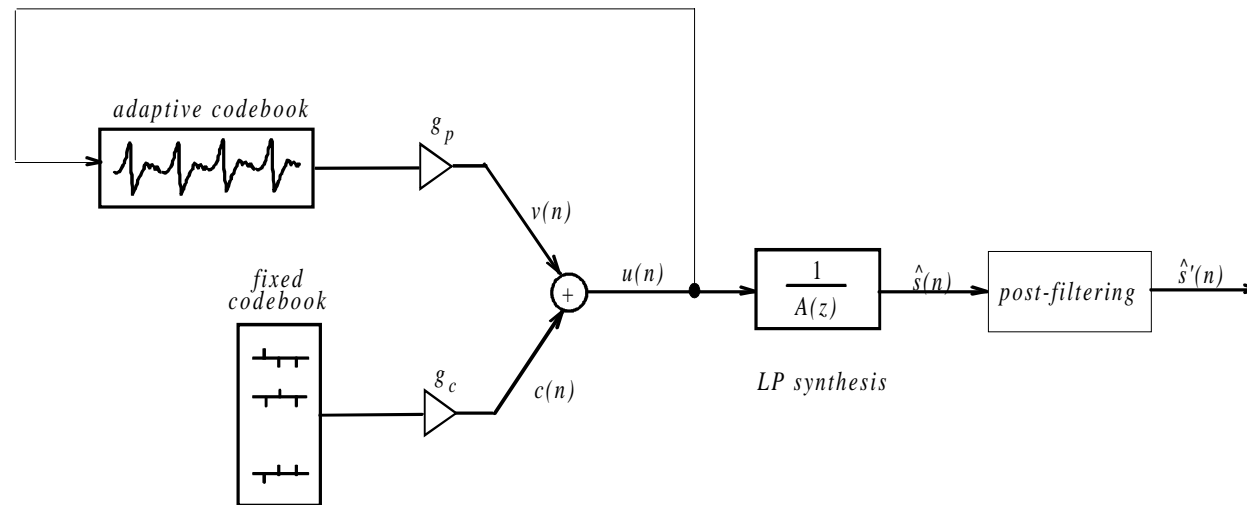 adaptive codebook
g_p
v(n)
fixed
codebook
g_c
c(n)
+
u(n)
1
A(z)
LP synthesis
ŝ(n)
post-filtering
ŝ'(n)